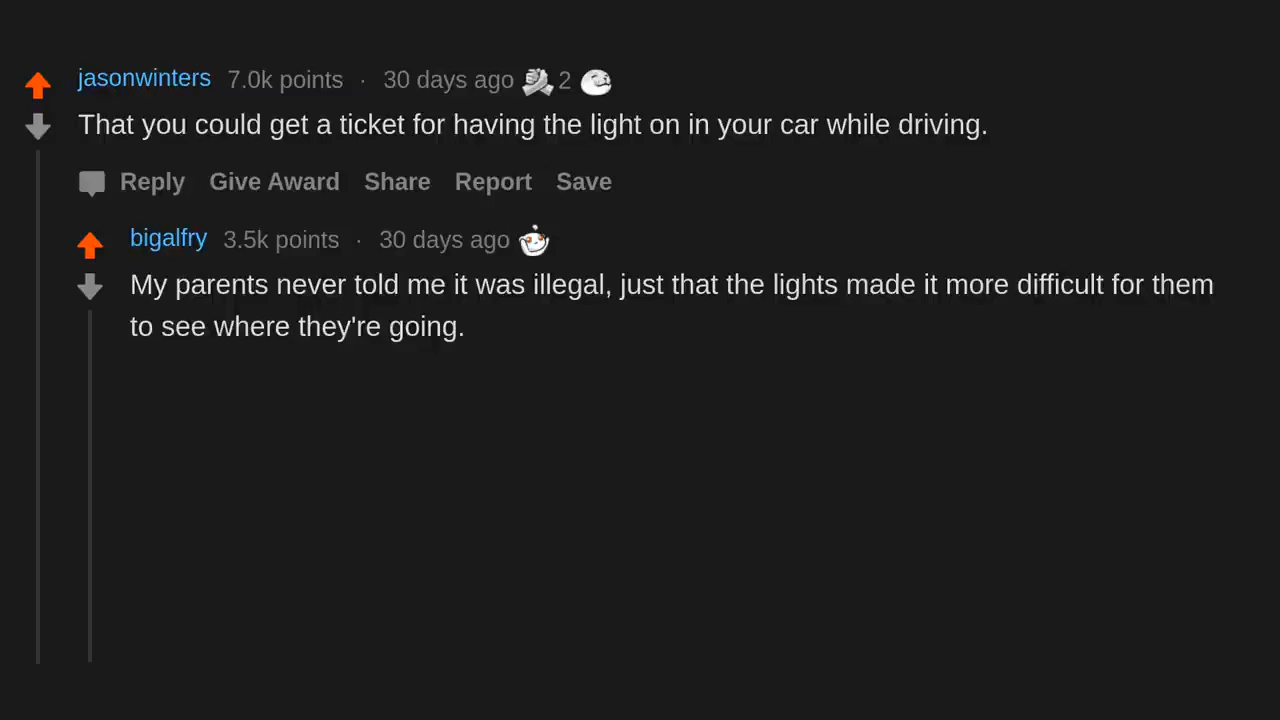 jasonwinters 7.0k points · 30 days ago 2
That you could get a ticket for having the light on in your car while driving.
Reply Give Award Share Report Save
bigalfry 3.5k points · 30 days ago
My parents never told me it was illegal, just that the lights made it more difficult for them
to see where they're going.